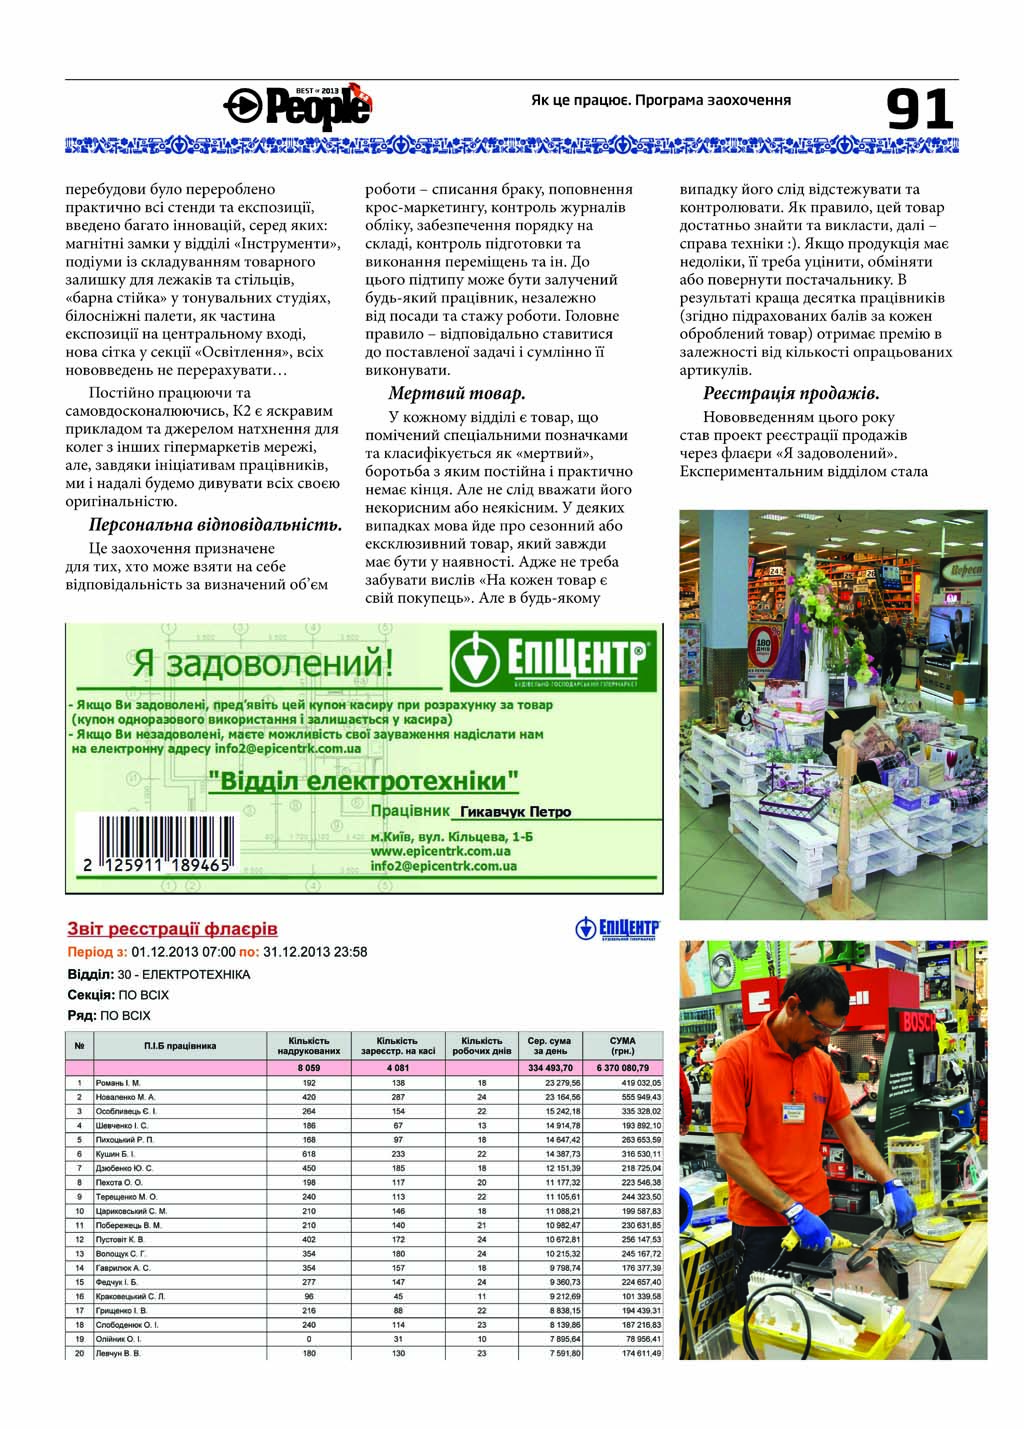 BEST of 2013
People
Як це працює. Програма заохочення
91
перебудови було перероблено
практично всі стенди та експозиції,
введено багато інновацій, серед яких:
магнітні замки у відділі «Інструменти»,
подіуми із складуванням товарного
залишку для лежаків та стільців,
«барна стійка» у тонувальних студіях,
білосніжні палети, як частина
експозиції на центральному вході,
нова сітка у секції «Освітлення», всіх
нововведень не перерахувати…
Постійно працюючи та
самовдосконалюючись, К2 є яскравим
прикладом та джерелом натхнення для
колег з інших гіпермаркетів мережі,
але, завдяки ініціативам працівників,
ми і надалі будемо дивувати всіх своєю
оригінальністю.
Персональна відповідальність.
Це заохочення призначене
для тих, хто може взяти на себе
відповідальність за визначений об’єм
роботи – списання браку, поповнення
крос-маркетингу, контроль журналів
обліку, забезпечення порядку на
складі, контроль підготовки та
виконання переміщень та ін. До
цього підтипу може бути залучений
будь-який працівник, незалежно
від посади та стажу роботи. Головне
правило – відповідально ставитися
до поставленої задачі і сумлінно її
виконувати.
Мертвий товар.
У кожному відділі є товар, що
помічений спеціальними позначками
та класифікується як «мертвий»,
боротьба з яким постійна і практично
немає кінця. Але не слід вважати його
некорисним або неякісним. У деяких
випадках мова йде про сезонний або
ексклюзивний товар, який завжди
має бути у наявності. Адже не треба
забувати вислів «На кожен товар є
свій покупець». Але в будь-якому
випадку його слід відстежувати та
контролювати. Як правило, цей товар
достатньо знайти та викласти, далі –
справа техніки :). Якщо продукція має
недоліки, її треба уцінити, обміняти
або повернути постачальнику. В
результаті краща десятка працівників
(згідно підрахованих балів за кожен
оброблений товар) отримає премію в
залежності від кількості опрацьованих
артикулів.
Реєстрація продажів.
Нововведенням цього року
став проект реєстрації продажів
через флаєри «Я задоволений».
Експериментальним відділом стала
Я задоволений!
ЕПІЦЕНТР®
БУДІВЕЛЬНО-ГОСПОДАРСЬКИЙ ГІПЕРМАРКЕТ
- Якщо Ви задоволені, пред’явіть цей купон касиру при розрахунку за товар
(купон одноразового використання і залишається у касира)
- Якщо Ви незадоволені, маєте можливість свої зауваження надіслати нам
на електронну адресу info2@epicentrk.com.ua
"Відділ електротехніки"
Працівник Гикавчук Петро
м.Київ, вул. Кільцева, 1-Б
www.epicentrk.com.ua
info2@epicentrk.com.ua
2 125911 189465
Вереси
180
ДНІВ
BOSCH
Звіт реєстрації флаєрів
ЕПІЦЕНТР
БУДІВЕЛЬНИЙ ГІПЕРМАРКЕТ
Період з: 01.12.2013 07:00 по: 31.12.2013 23:58
Відділ: 30 - ЕЛЕКТРОТЕХНІКА
Секція: ПО ВСІХ
Ряд: ПО ВСІХ
№ П.І.Б працівника Кількість надрукованих Кількість зареєстр. на касі Кількість робочих днів Сер. сума за день СУМА (грн.)
8 059 4 081 334 493,70 6 370 080,79
1 Романь І. М. 192 138 18 23 279,56 419 032,05
2 Новаленко М. А. 420 287 24 23 164,56 555 949,43
3 Особливець Є. І. 264 154 22 15 242,18 335 328,02
4 Шевченко І. С. 186 67 13 14 914,78 193 892,10
5 Пихоцький Р. П. 168 97 18 14 647,42 263 653,59
6 Кушин Б. І. 618 233 22 14 387,73 316 530,11
7 Дзюбенко Ю. С. 450 185 18 12 151,39 218 725,04
8 Пехота О. О. 198 117 20 11 177,32 223 546,38
9 Терещенко М. О. 240 113 22 11 105,61 244 323,50
10 Цариковський С. М. 210 146 18 11 088,21 199 587,83
11 Побережець В. М. 210 140 21 10 982,47 230 631,85
12 Пустовіт К. В. 402 172 24 10 672,81 256 147,53
13 Волощук С. Г. 354 180 24 10 215,32 245 167,72
14 Гаврилюк А. С. 354 157 18 9 798,74 176 377,39
15 Федчук І. Б. 277 147 24 9 360,73 224 657,40
16 Краковецький С. Л. 96 45 11 9 212,69 101 339,58
17 Грищенко І. В. 216 88 22 8 838,15 194 439,31
18 Слободенюк О. І. 240 114 23 8 139,86 187 216,83
19 Олійник О. І. 0 31 10 7 895,64 78 956,41
20 Левчун В. В. 180 130 23 7 591,80 174 611,49